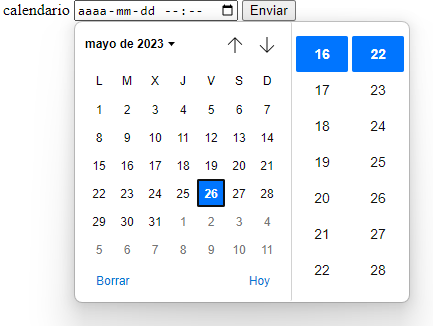 calendario aaaa-mm-dd --:-- Enviar
mayo de 2023
L M X J V S D
1 2 3 4 5 6 7
8 9 10 11 12 13 14
15 16 17 18 19 20 21
22 23 24 25 26 27 28
29 30 31 1 2 3 4
5 6 7 8 9 10 11
Borrar Hoy
16 22
17 23
18 24
19 25
20 26
21 27
22 28